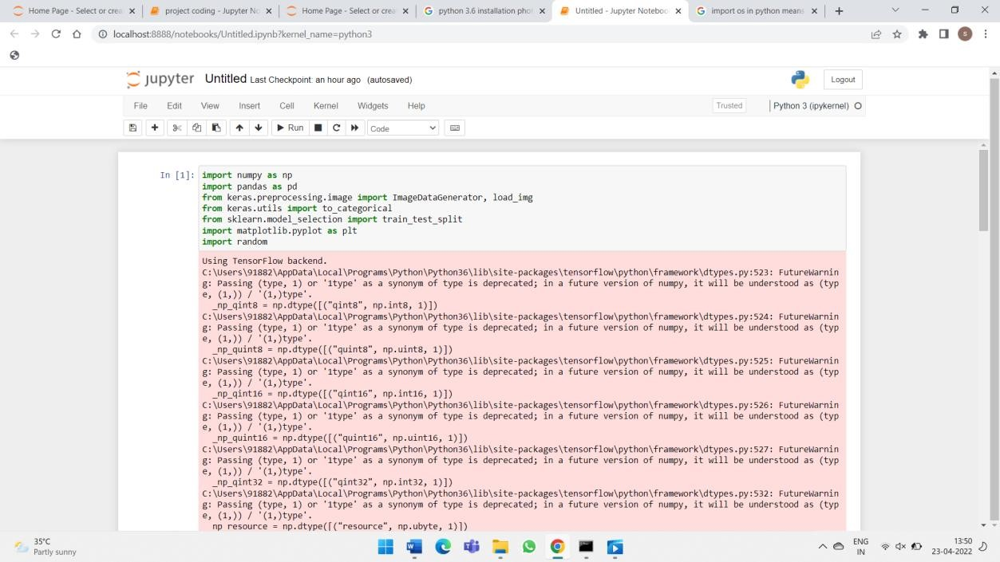 Home Page - Select or crea
project coding - Jupyter No
Home Page - Select or crea
python 3.6 installation phot
Untitled - Jupyter Noteboo
import os in python means
localhost:8888/notebooks/Untitled.ipynb?kernel_name=python3
S
jupyter Untitled Last Checkpoint: an hour ago (autosaved)
Logout
File Edit View Insert Cell Kernel Widgets Help
Trusted
Python 3 (ipykernel)
Run
Code
In [1]:
import numpy as np
import pandas as pd
from keras.preprocessing.image import ImageDataGenerator, load_img
from keras.utils import to_categorical
from sklearn.model_selection import train_test_split
import matplotlib.pyplot as plt
import random
Using TensorFlow backend.
C:\Users\91882\AppData\Local\Programs\Python\Python36\lib\site-packages\tensorflow\python\framework\dtypes.py:523: FutureWarnin
g: Passing (type, 1) or '1type' as a synonym of type is deprecated; in a future version of numpy, it will be understood as (typ
e, (1,)) / '(1,)type'.
_np_qint8 = np.dtype([("qint8", np.int8, 1)])
C:\Users\91882\AppData\Local\Programs\Python\Python36\lib\site-packages\tensorflow\python\framework\dtypes.py:524: FutureWarnin
g: Passing (type, 1) or '1type' as a synonym of type is deprecated; in a future version of numpy, it will be understood as (typ
e, (1,)) / '(1,)type'.
_np_quint8 = np.dtype([("quint8", np.uint8, 1)])
C:\Users\91882\AppData\Local\Programs\Python\Python36\lib\site-packages\tensorflow\python\framework\dtypes.py:525: FutureWarnin
g: Passing (type, 1) or '1type' as a synonym of type is deprecated; in a future version of numpy, it will be understood as (typ
e, (1,)) / '(1,)type'.
_np_qint16 = np.dtype([("qint16", np.int16, 1)])
C:\Users\91882\AppData\Local\Programs\Python\Python36\lib\site-packages\tensorflow\python\framework\dtypes.py:526: FutureWarnin
g: Passing (type, 1) or '1type' as a synonym of type is deprecated; in a future version of numpy, it will be understood as (typ
e, (1,)) / '(1,)type'.
_np_quint16 = np.dtype([("quint16", np.uint16, 1)])
C:\Users\91882\AppData\Local\Programs\Python\Python36\lib\site-packages\tensorflow\python\framework\dtypes.py:527: FutureWarnin
g: Passing (type, 1) or '1type' as a synonym of type is deprecated; in a future version of numpy, it will be understood as (typ
e, (1,)) / '(1,)type'.
_np_qint32 = np.dtype([("qint32", np.int32, 1)])
C:\Users\91882\AppData\Local\Programs\Python\Python36\lib\site-packages\tensorflow\python\framework\dtypes.py:532: FutureWarnin
g: Passing (type, 1) or '1type' as a synonym of type is deprecated; in a future version of numpy, it will be understood as (typ
e, (1,)) / '(1,)type'.
np_resource = np.dtype([("resource", np.ubyte, 1)])
35°C
Partly sunny
ENG
IN
13:50
23-04-2022